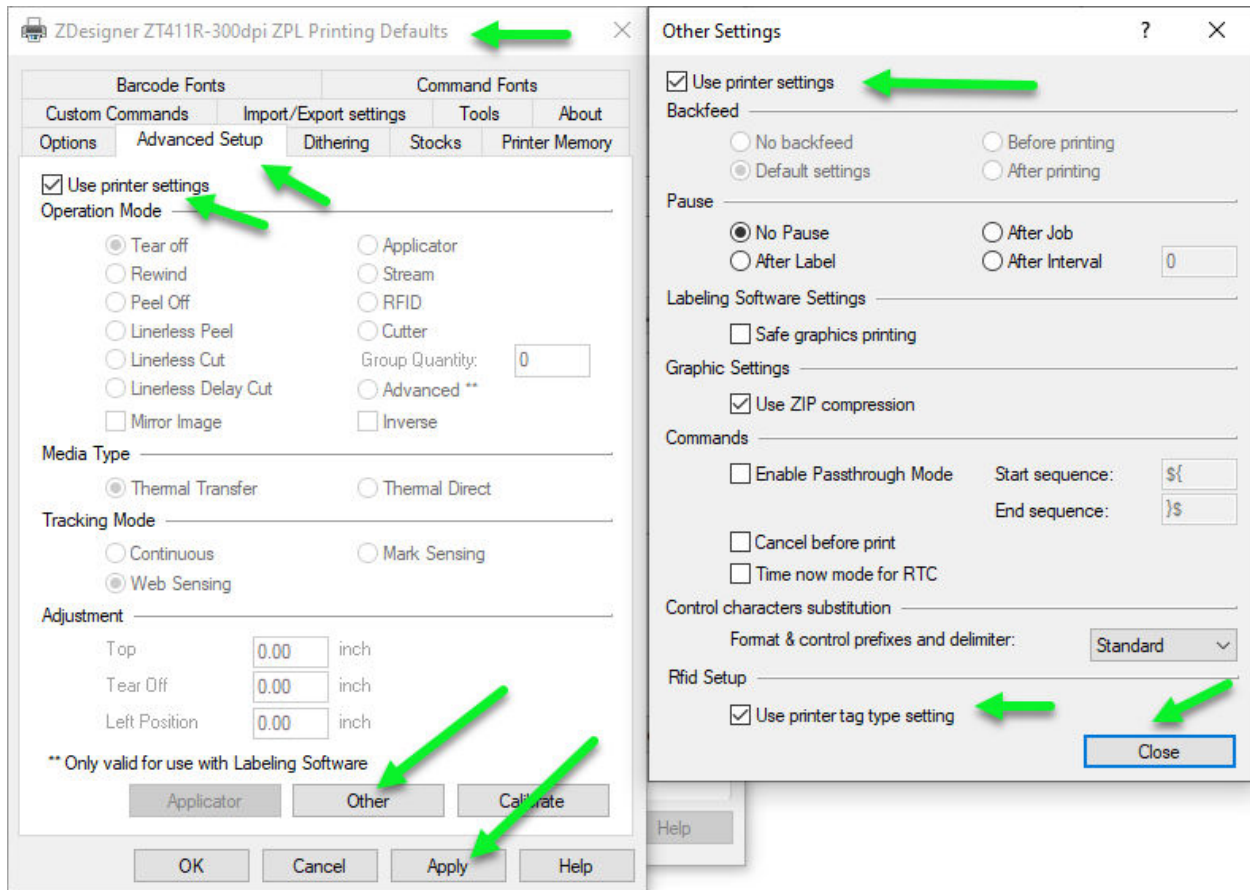 ZDesigner ZT411R-300dpi ZPL Printing Defaults
Barcode Fonts Command Fonts
Custom Commands Import/Export settings Tools About
Options Advanced Setup Dithering Stocks Printer Memory
Use printer settings
Operation Mode
Tear off Applicator
Rewind Stream
Peel Off RFID
Linerless Peel Cutter
Linerless Cut Group Quantity: 0
Linerless Delay Cut Advanced **
Mirror Image Inverse
Media Type
Thermal Transfer Thermal Direct
Tracking Mode
Continuous Mark Sensing
Web Sensing
Adjustment
Top 0.00 inch
Tear Off 0.00 inch
Left Position 0.00 inch
** Only valid for use with Labeling Software
Applicator Other Calibrate
OK Cancel Apply Help
Other Settings ?
Use printer settings
Backfeed
No backfeed Before printing
Default settings After printing
Pause
No Pause After Job
After Label After Interval 0
Labeling Software Settings
Safe graphics printing
Graphic Settings
Use ZIP compression
Commands
Enable Passthrough Mode Start sequence: ${
End sequence: }$
Cancel before print
Time now mode for RTC
Control characters substitution
Format & control prefixes and delimiter: Standard
Rfid Setup
Use printer tag type setting
Close
Help